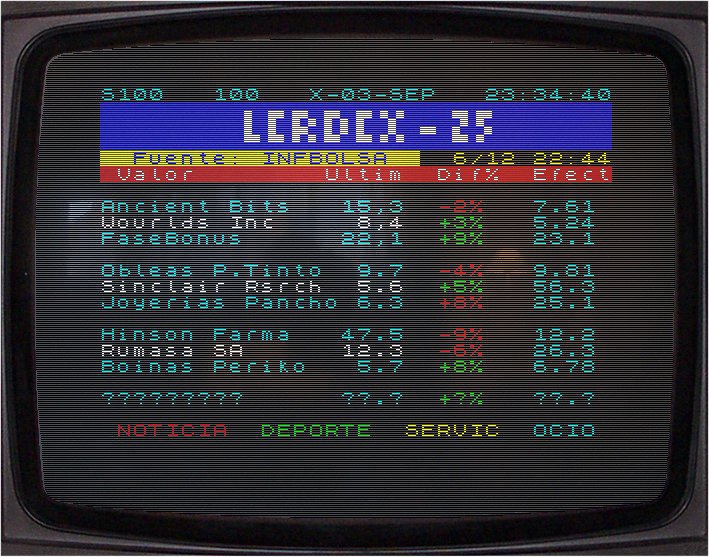 S100 100 X-03-SEP 23:34:40
LERDEX-25
Fuente: INFBOLSA 6/12 22:44
Valor Ultim Dif% Efect
Ancient Bits 15,3 -2% 7.61
Wourlds Inc 8,4 +3% 5.24
FaseBonus 22,1 +9% 23.1
Obleas P.Tinto 9.7 -4% 9.81
Sinclair Rsrch 5.6 +5% 56.3
Joyerias Pancho 6.3 +8% 25.1
Hinson Farma 47.5 -9% 12.2
Rumasa SA 12.3 -6% 26.3
Boinas Periko 5.7 +8% 6.78
????????? ??.? +?% ??.?
NOTICIA DEPORTE SERVIC OCIO